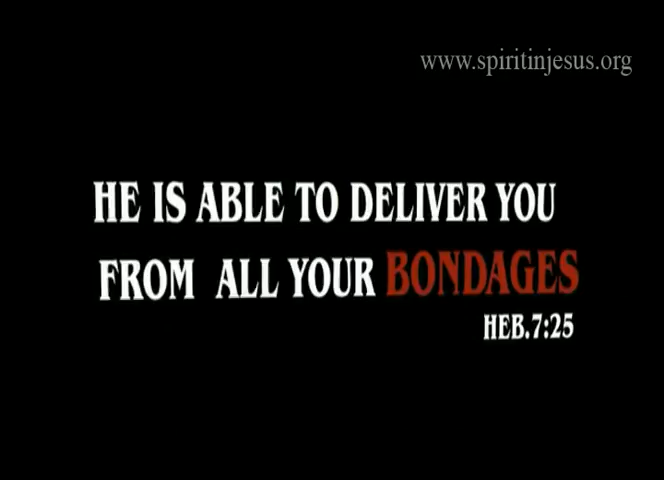 www.spiritinjesus.org
HE IS ABLE TO DELIVER YOU
FROM ALL YOUR BONDAGES
HEB.7:25